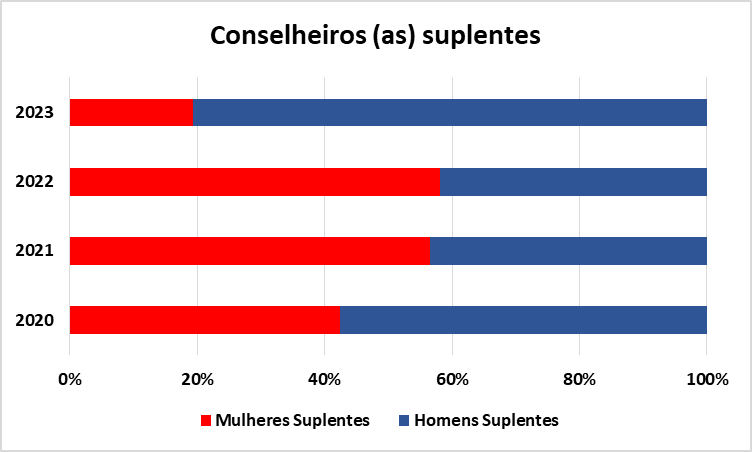 Conselheiros (as) suplentes
2023
2022
2021
2020
0% 20% 40% 60% 80% 100%
Mulheres Suplentes Homens Suplentes